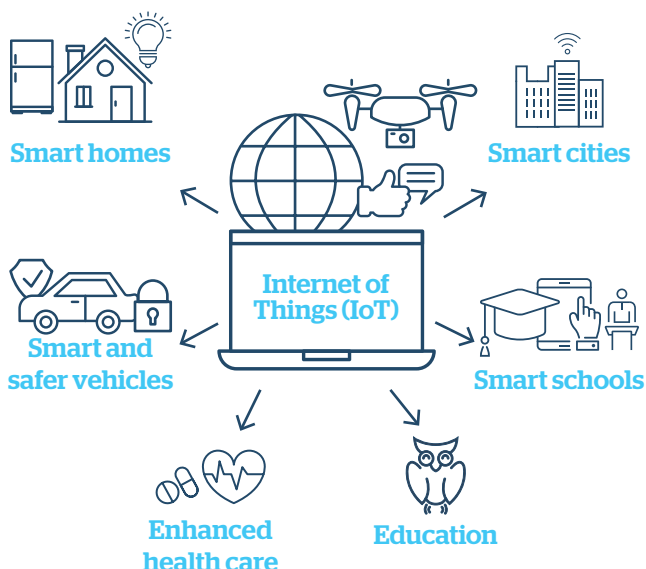 Smart homes
Smart cities
Internet of
Things (IoT)
Smart and
safer vehicles
Smart schools
Enhanced
health care
Education